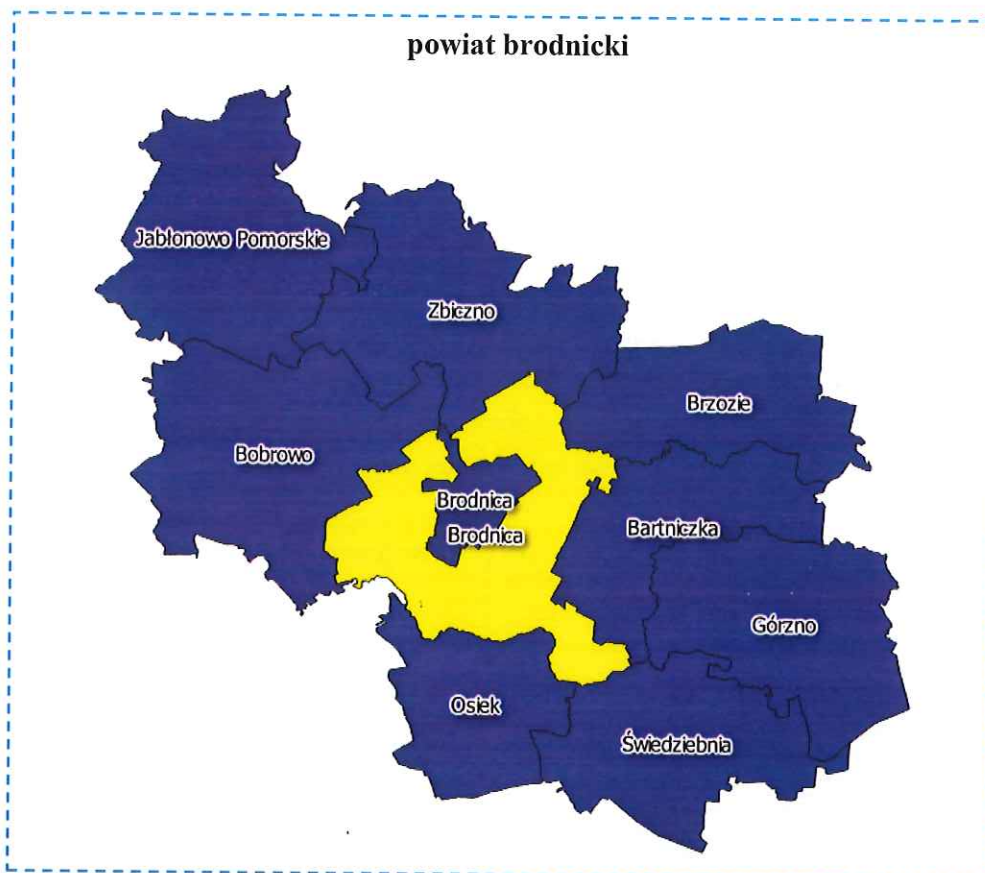 powiat brodnicki
Jabłonowo Pomorskie
Zbiczno
Brzozie
Bobrowo
Brodnica
Brodnica
Bartniczka
Górzno
Osiek
Świedziebnia